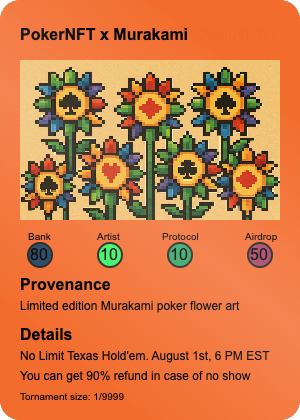 PokerNFT x Murakami
Bank Artist Protocol Airdrop
80 10 10 50
Provenance
Limited edition Murakami poker flower art
Details
No Limit Texas Hold'em. August 1st, 6 PM EST
You can get 90% refund in case of no show
Tornament size: 1/9999